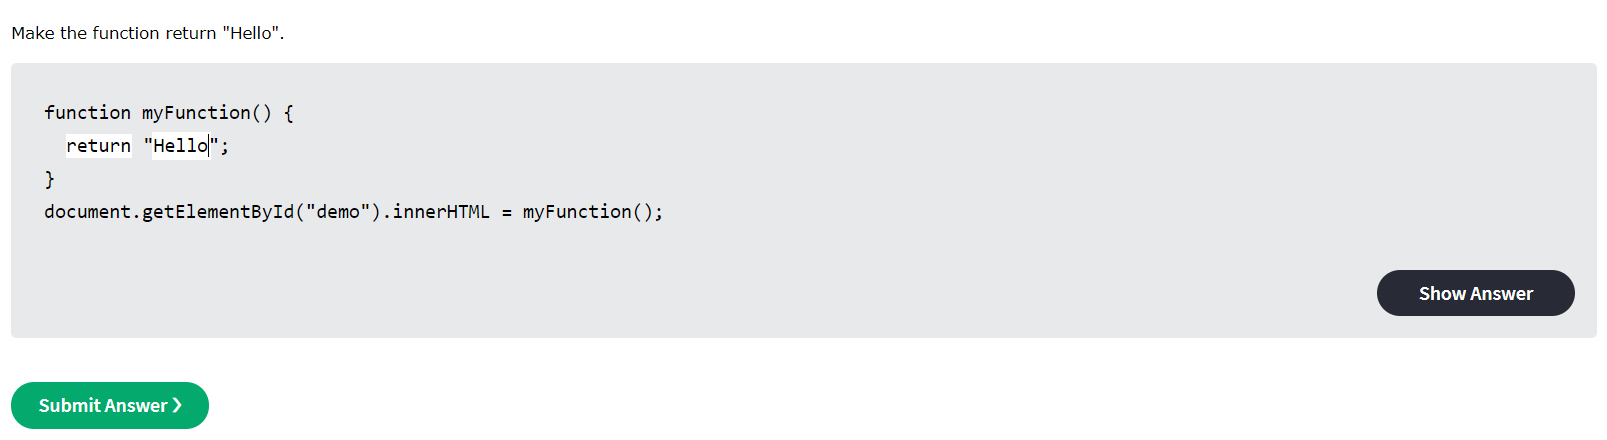 Make the function return "Hello".
function myFunction() {
  return "Hello";
}
document.getElementById("demo").innerHTML = myFunction();
Show Answer
Submit Answer ❯